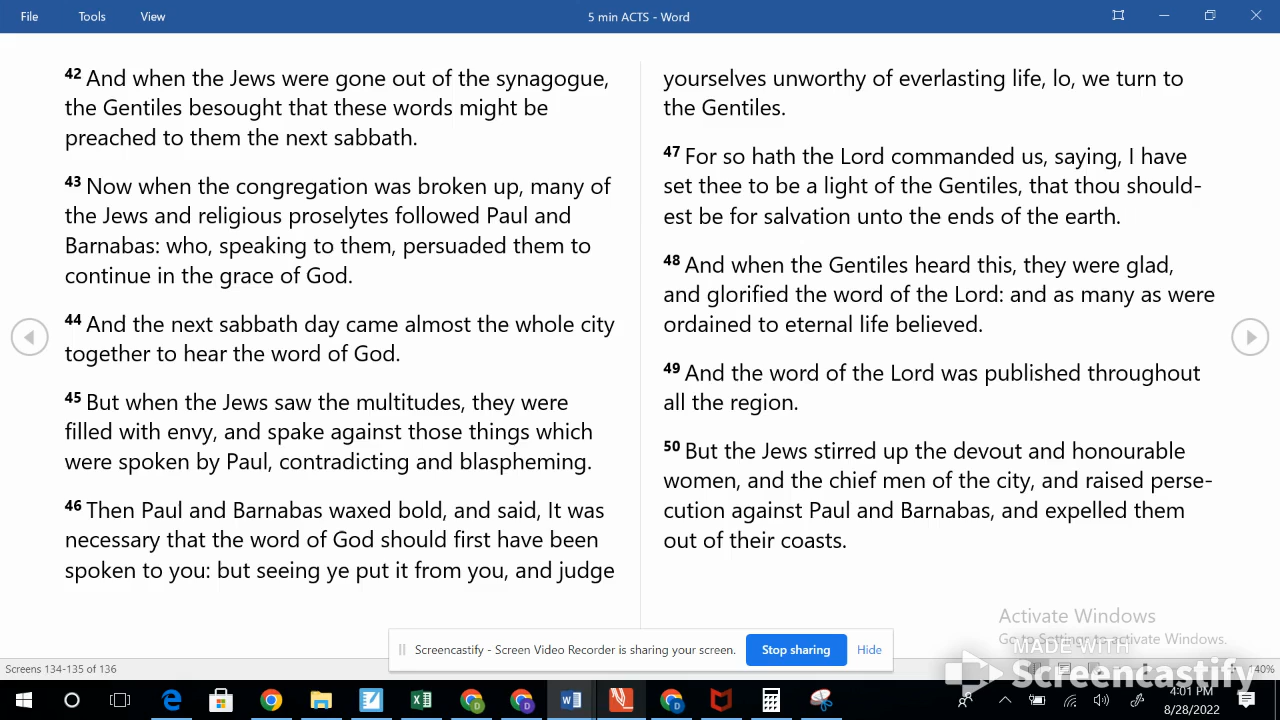 File Tools View 5 min ACTS - Word
42 And when the Jews were gone out of the synagogue,
the Gentiles besought that these words might be
preached to them the next sabbath.
43 Now when the congregation was broken up, many of
the Jews and religious proselytes followed Paul and
Barnabas: who, speaking to them, persuaded them to
continue in the grace of God.
44 And the next sabbath day came almost the whole city
together to hear the word of God.
45 But when the Jews saw the multitudes, they were
filled with envy, and spake against those things which
were spoken by Paul, contradicting and blaspheming.
46 Then Paul and Barnabas waxed bold, and said, It was
necessary that the word of God should first have been
spoken to you: but seeing ye put it from you, and judge
yourselves unworthy of everlasting life, lo, we turn to
the Gentiles.
47 For so hath the Lord commanded us, saying, I have
set thee to be a light of the Gentiles, that thou should-
est be for salvation unto the ends of the earth.
48 And when the Gentiles heard this, they were glad,
and glorified the word of the Lord: and as many as were
ordained to eternal life believed.
49 And the word of the Lord was published throughout
all the region.
50 But the Jews stirred up the devout and honourable
women, and the chief men of the city, and raised perse-
cution against Paul and Barnabas, and expelled them
out of their coasts.
Activate Windows
Go to Settings to activate Windows.
MADE WITH
Screencastify
Screencastify - Screen Video Recorder is sharing your screen. Stop sharing Hide
Screens 134-135 of 136
140%
4:01 PM
8/28/2022